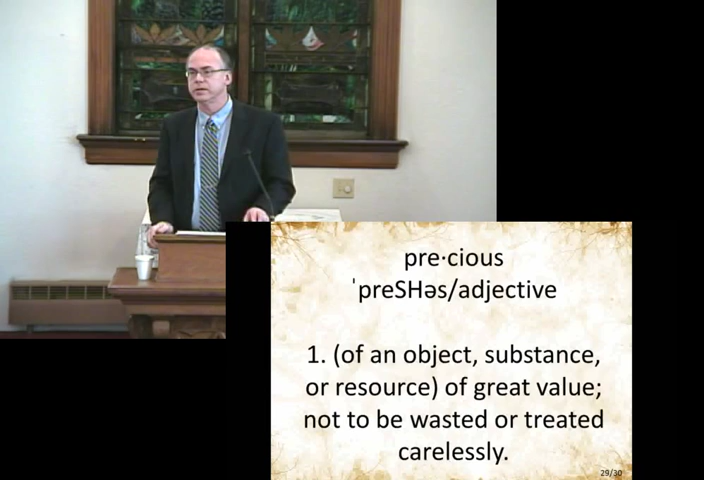 pre·cious
ˈpreSHəs/adjective
1. (of an object, substance,
or resource) of great value;
not to be wasted or treated
carelessly.
29/30